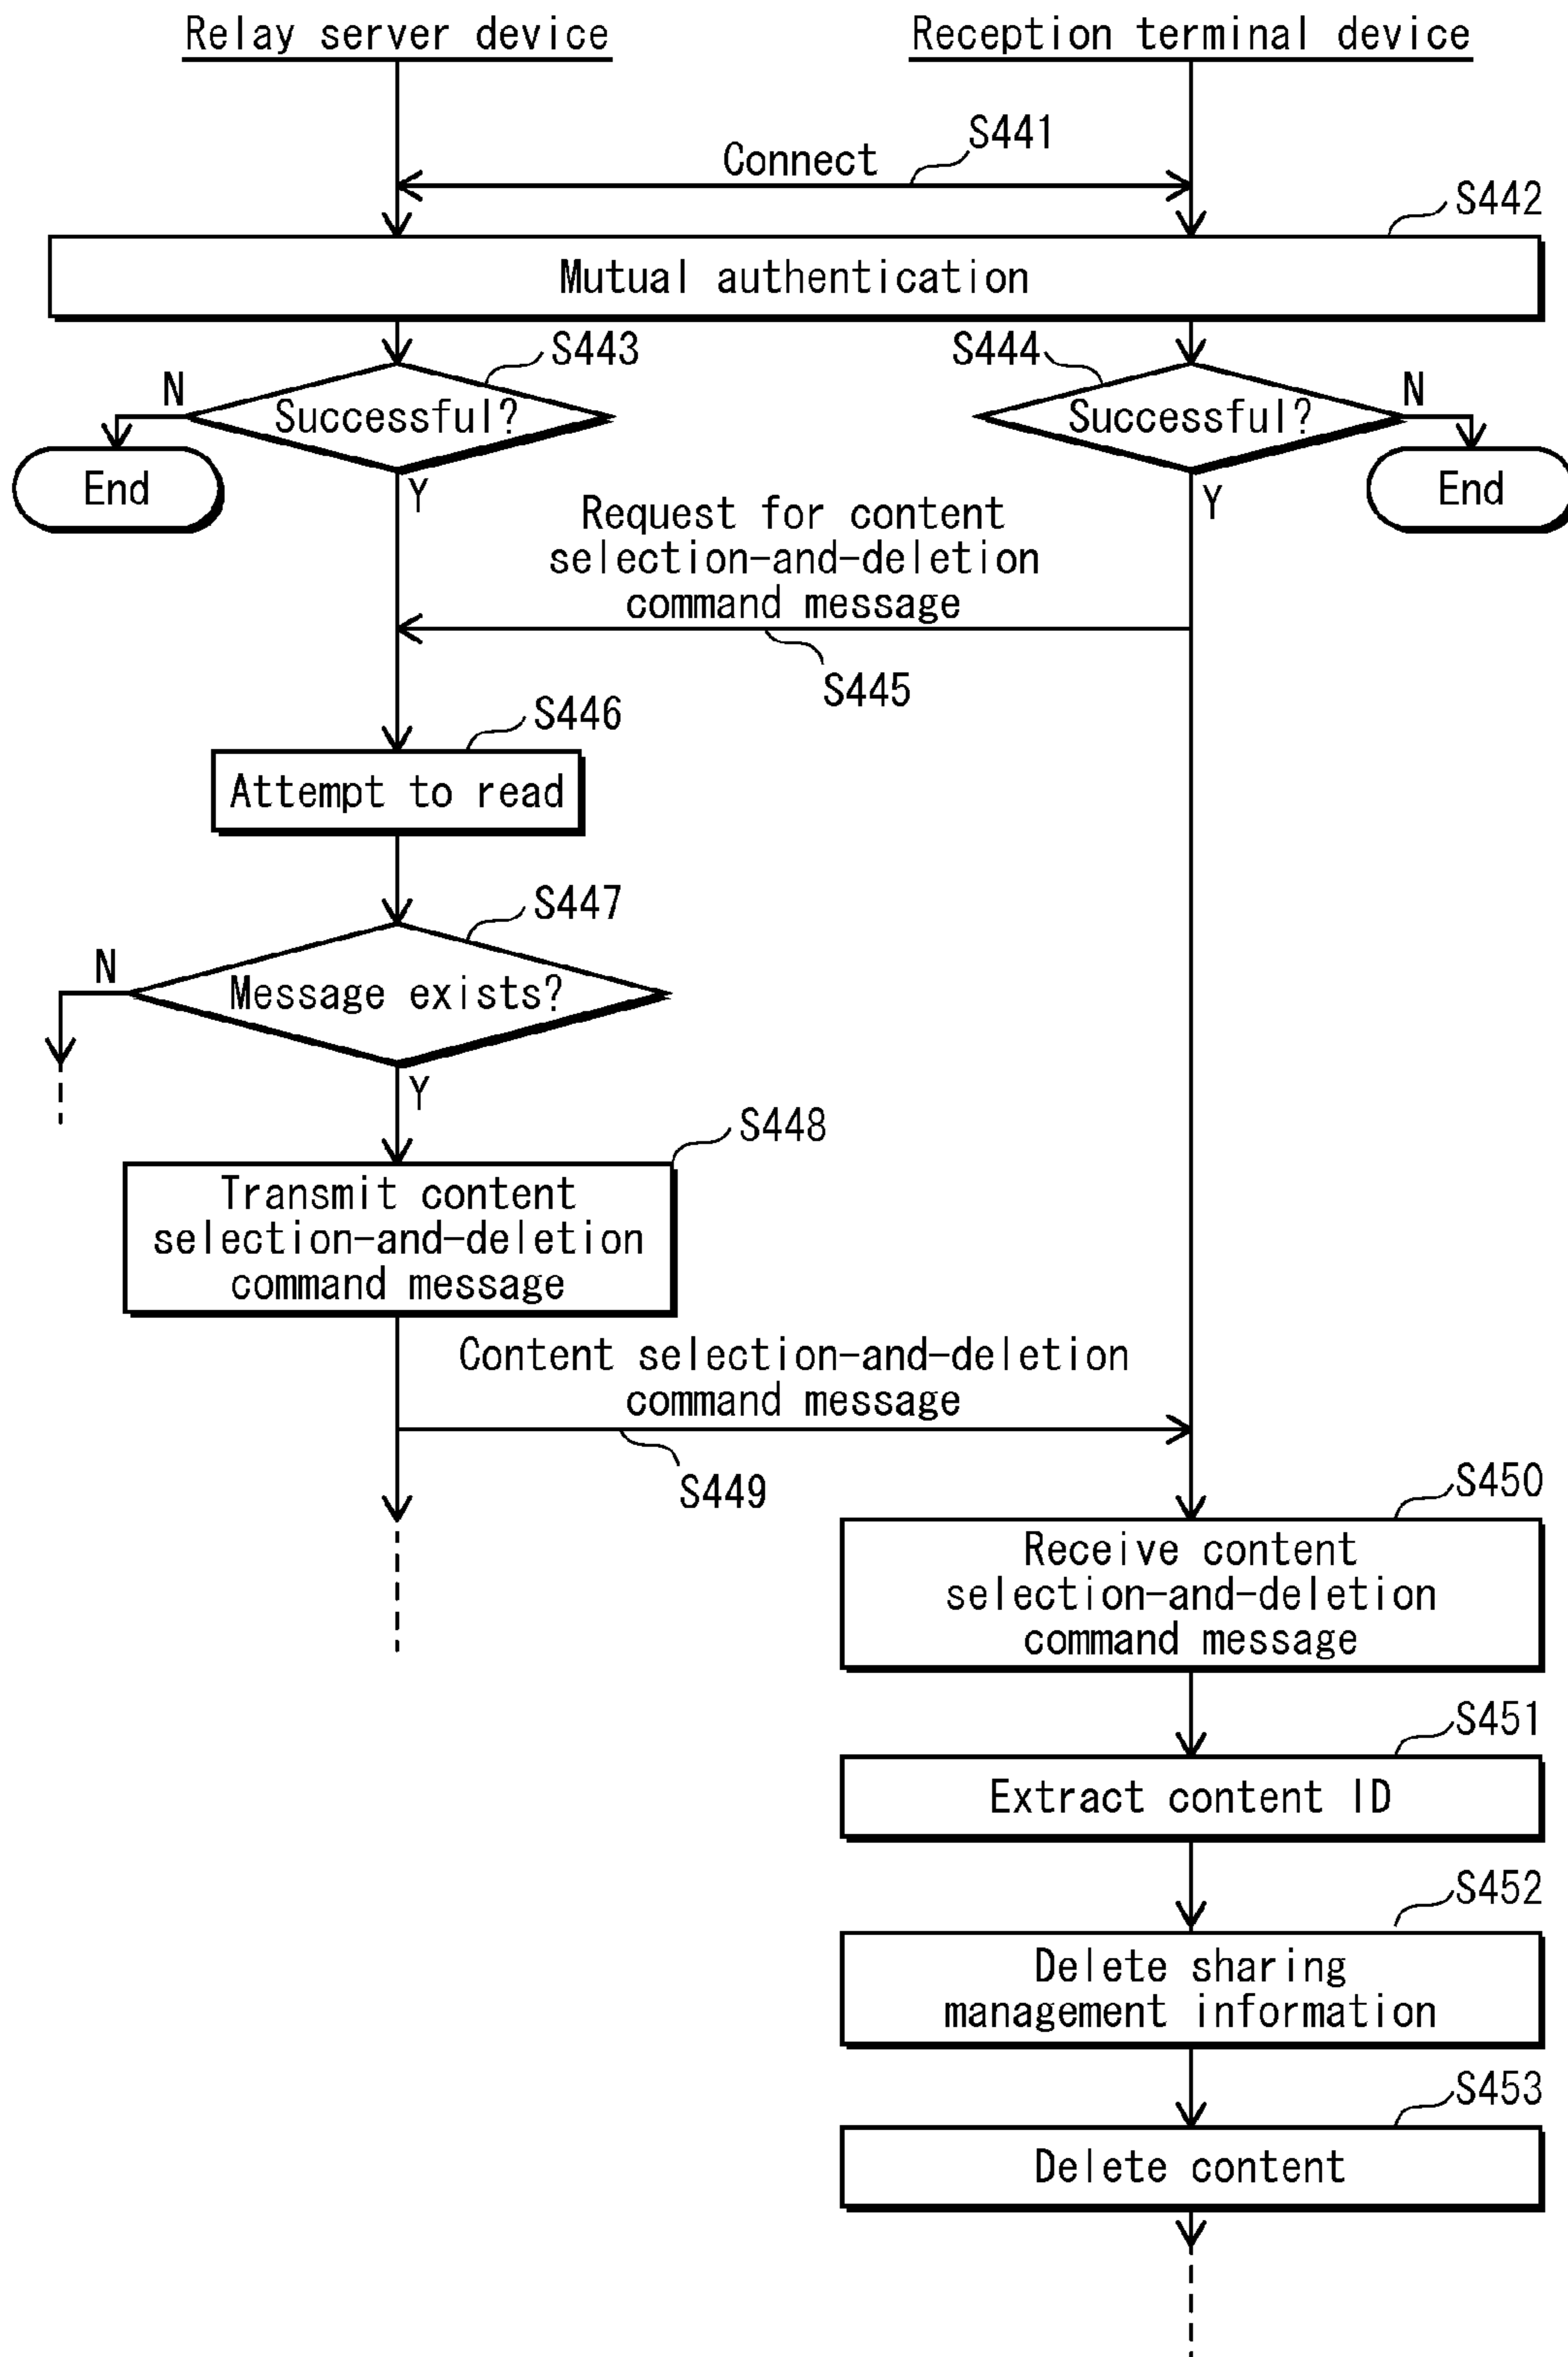 Relay server device
Reception terminal device
Connect
S441
S442
Mutual authentication
S443
S444
N
Successful?
Successful?
N
End
Y
Y
End
Request for content
selection-and-deletion
command message
S445
S446
Attempt to read
S447
N
Message exists?
Y
S448
Transmit content
selection-and-deletion
command message
Content selection-and-deletion
command message
S449
S450
Receive content
selection-and-deletion
command message
S451
Extract content ID
S452
Delete sharing
management information
S453
Delete content